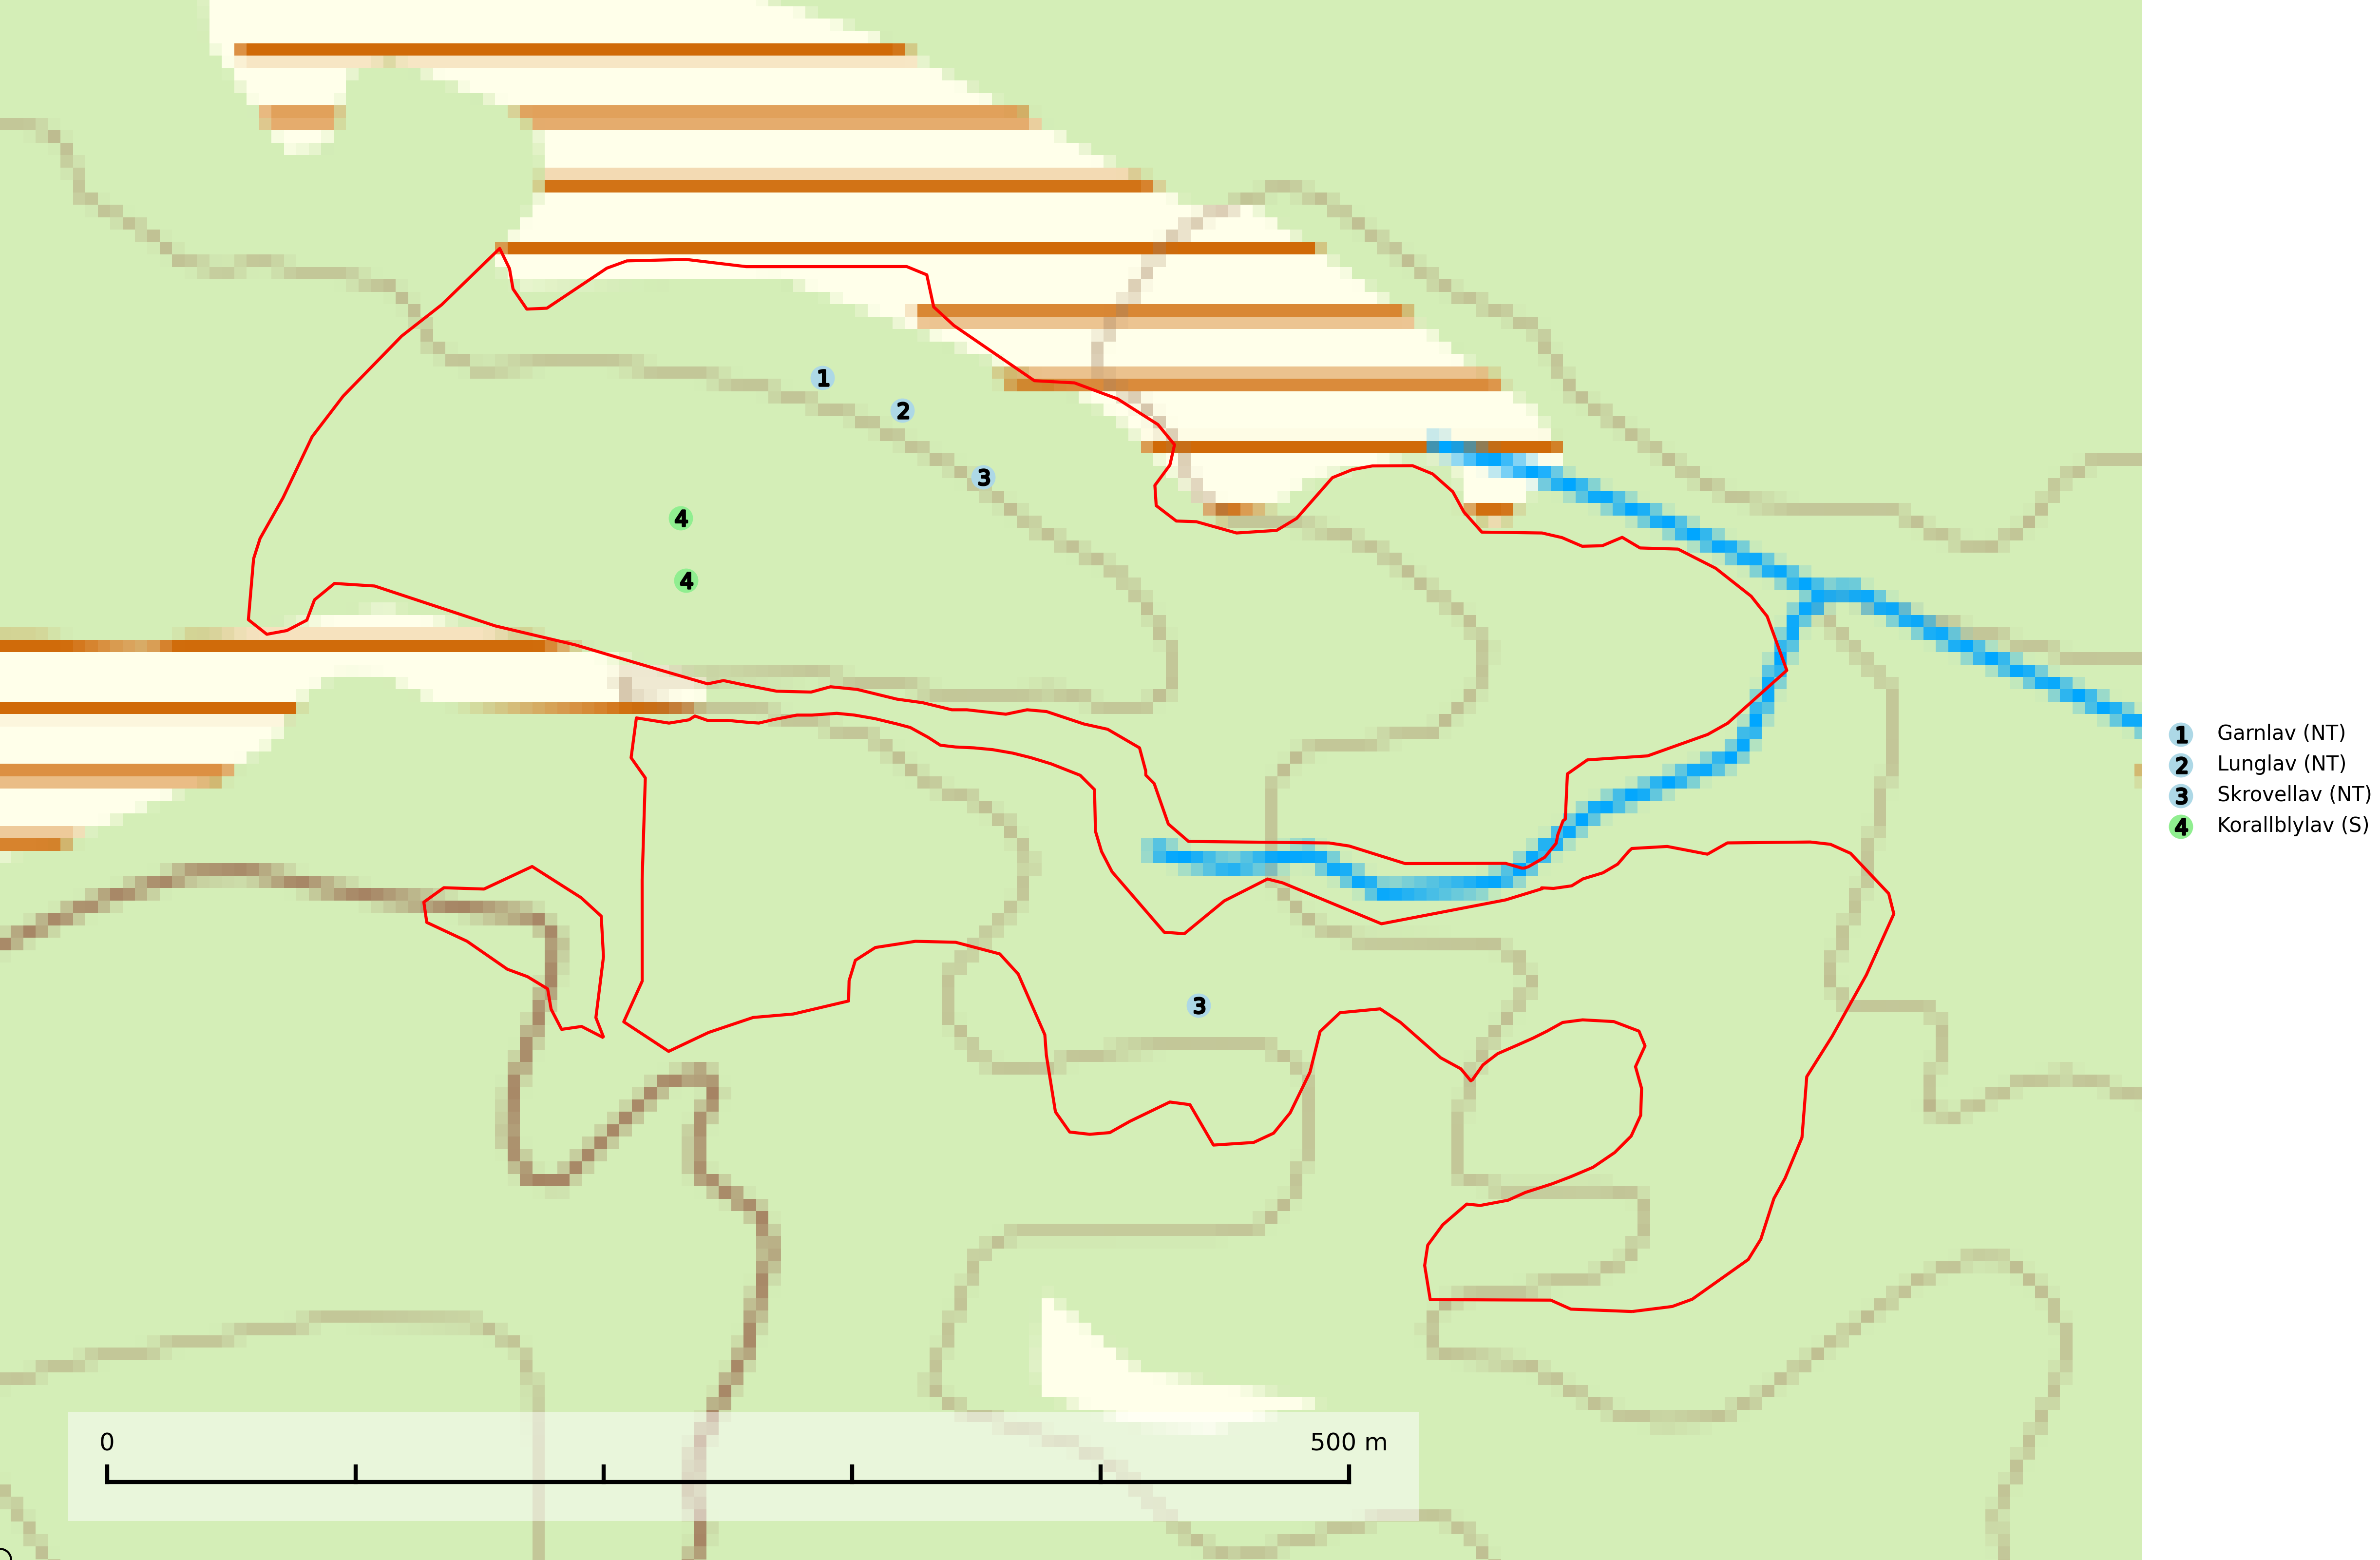 1
2
3
4
4
3
1 Garnlav (NT)
2 Lunglav (NT)
3 Skrovellav (NT)
4 Korallblylav (S)
0 500 m